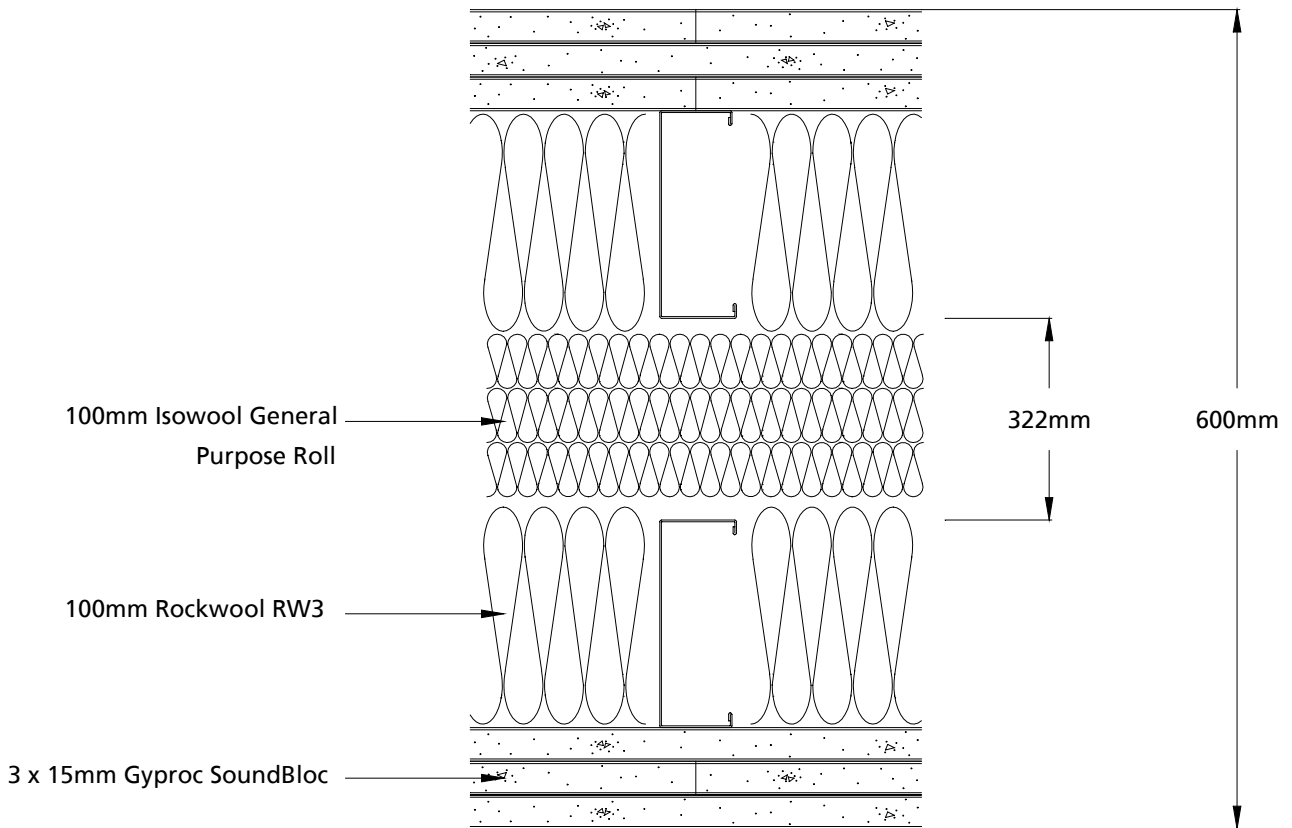 100mm Isowool General
Purpose Roll
322mm
600mm
100mm Rockwool RW3
3 x 15mm Gyproc SoundBloc